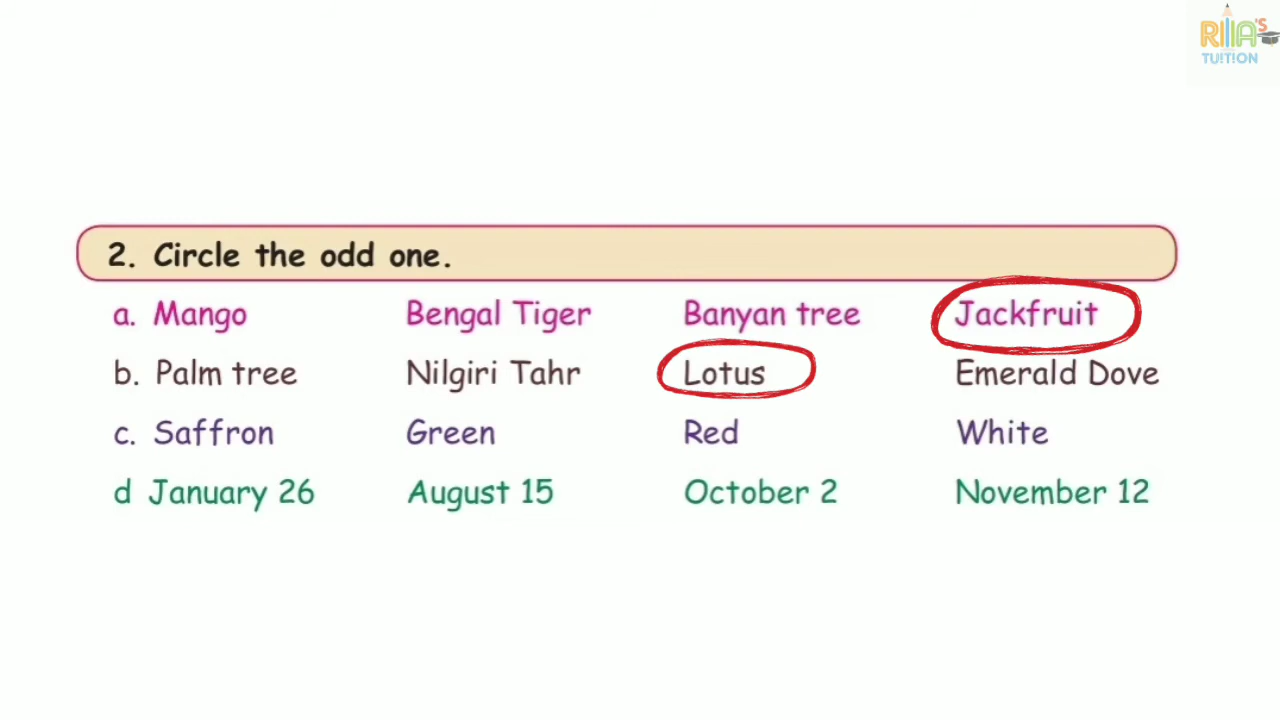 RIIA'S
TUITION
2. Circle the odd one.
a. Mango Bengal Tiger Banyan tree Jackfruit
b. Palm tree Nilgiri Tahr Lotus Emerald Dove
c. Saffron Green Red White
d January 26 August 15 October 2 November 12